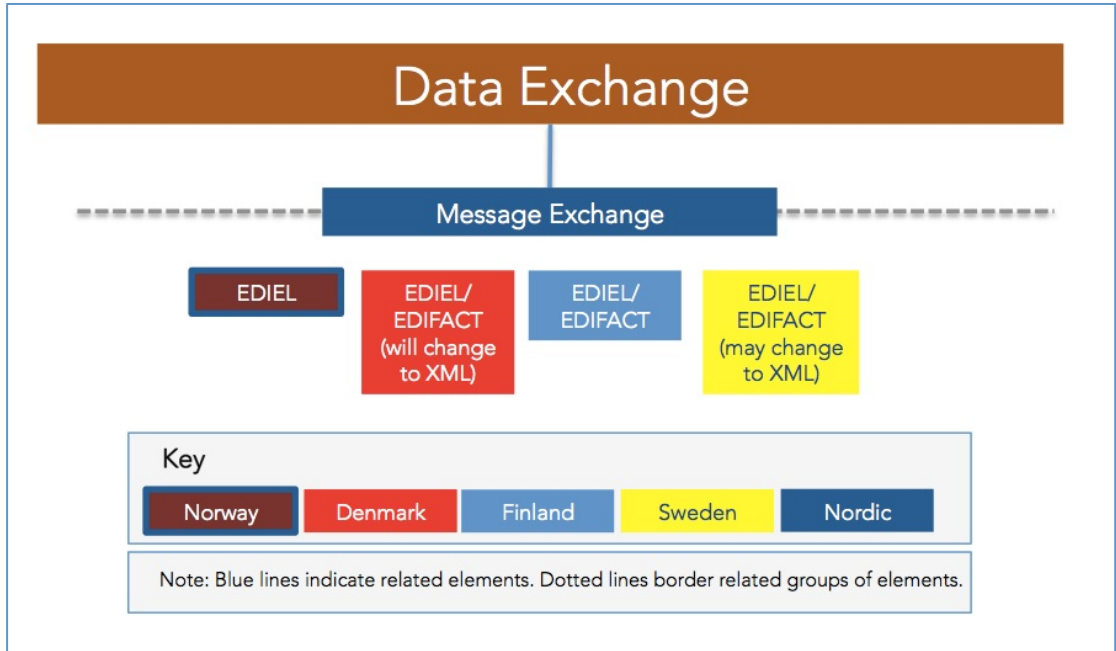 Data Exchange
Message Exchange
EDIEL
EDIEL/
EDIFACT
(will change
to XML)
EDIEL/
EDIFACT
EDIEL/
EDIFACT
(may change
to XML)
Key
Norway
Denmark
Finland
Sweden
Nordic
Note: Blue lines indicate related elements. Dotted lines border related groups of elements.